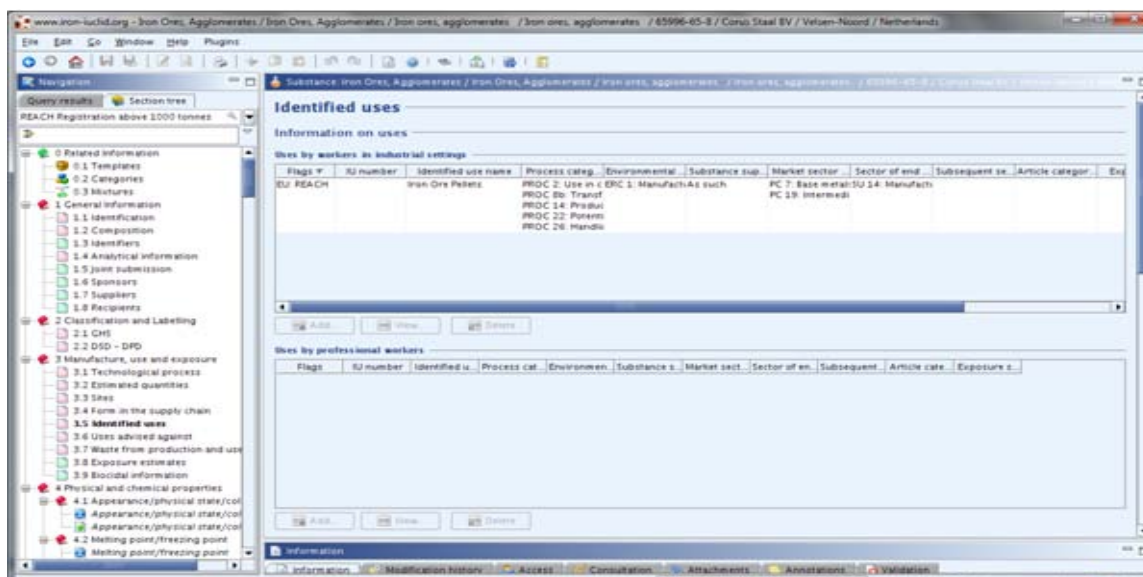 www.iron-iuclid.org - Iron Ores, Agglomerates / Iron Ores, Agglomerates / Iron ores, agglomerates / Iron ores, agglomerates / 65996-65-8 / Corus Staal BV / Velsen-Noord / Netherlands
File Edit Go Window Help Plugins
Navigation
Query results Section tree
REACH Registration above 1000 tonnes
0 Related Information
0.1 Templates
0.2 Categories
0.3 Mixtures
1 General Information
1.1 Identification
1.2 Composition
1.3 Identifiers
1.4 Analytical information
1.5 Joint submission
1.6 Sponsors
1.7 Suppliers
1.8 Recipients
2 Classification and Labelling
2.1 GHS
2.2 DSD - DPD
3 Manufacture, use and exposure
3.1 Technological process
3.2 Estimated quantities
3.3 Sites
3.4 Form in the supply chain
3.5 Identified uses
3.6 Uses advised against
3.7 Waste from production and use
3.8 Exposure estimates
3.9 Biocidal information
4 Physical and chemical properties
4.1 Appearance/physical state/col
Appearance/physical state/col
Appearance/physical state/col
4.2 Melting point/freezing point
Melting point/freezing point
Substance: Iron Ores, Agglomerates / Iron Ores, Agglomerates / Iron ores, agglomerates / Iron ores, agglomerates / 65996-65-8 / Corus Staal BV
Identified uses
Information on uses
Uses by workers in industrial settings
Flags IU number Identified use name Process categ... Environmental... Substance sup... Market sector... Sector of end... Subsequent se... Article categor... Exp
EU: REACH Iron Ore Pellets PROC 2: Use in c ERC 1: Manufact As such PC 7: Base metal SU 14: Manufact
PROC 8b: Transf PC 19: Intermedi
PROC 14: Produc
PROC 22: Potenti
PROC 26: Handlin
Add... View... Delete
Uses by professional workers
Flags IU number Identified u... Process cat... Environmen... Substance s... Market sect... Sector of en... Subsequent... Article cate... Exposure s...
Add... View... Delete
Information
Information Modification history Access Consultation Attachments Annotations Validation